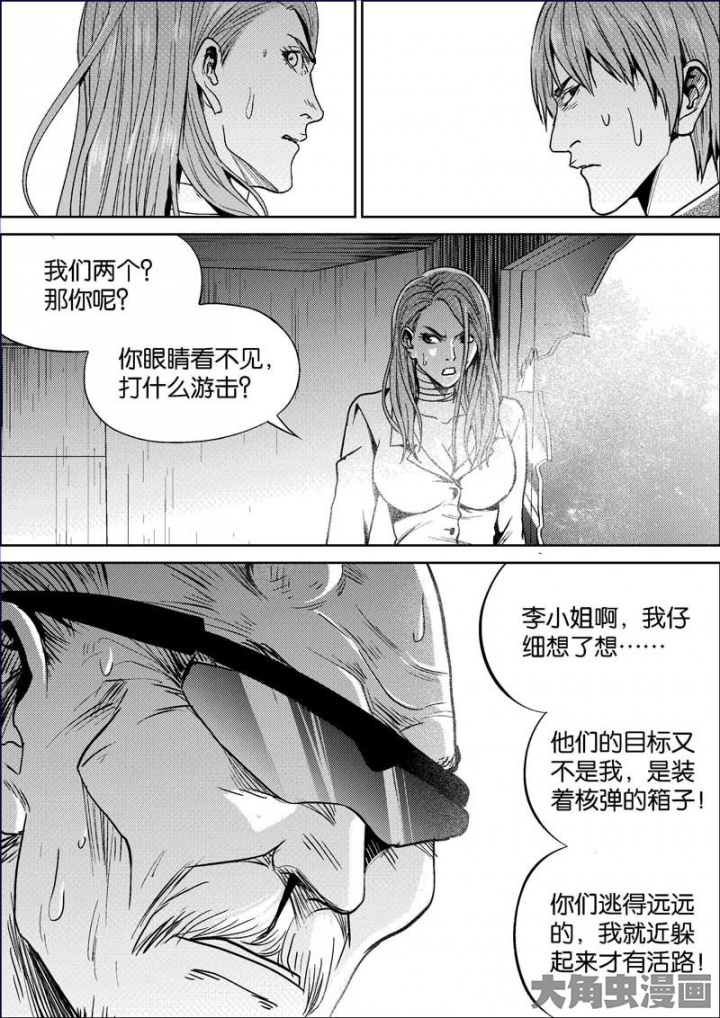 我们两个？
那你呢？
你眼睛看不见，
打什么游击？
李小姐啊，我仔
细想了想……
他们的目标又
不是我，是装
着核弹的箱子！
你们逃得远远
的，我就近躲
起来才有活路！
大角虫漫画